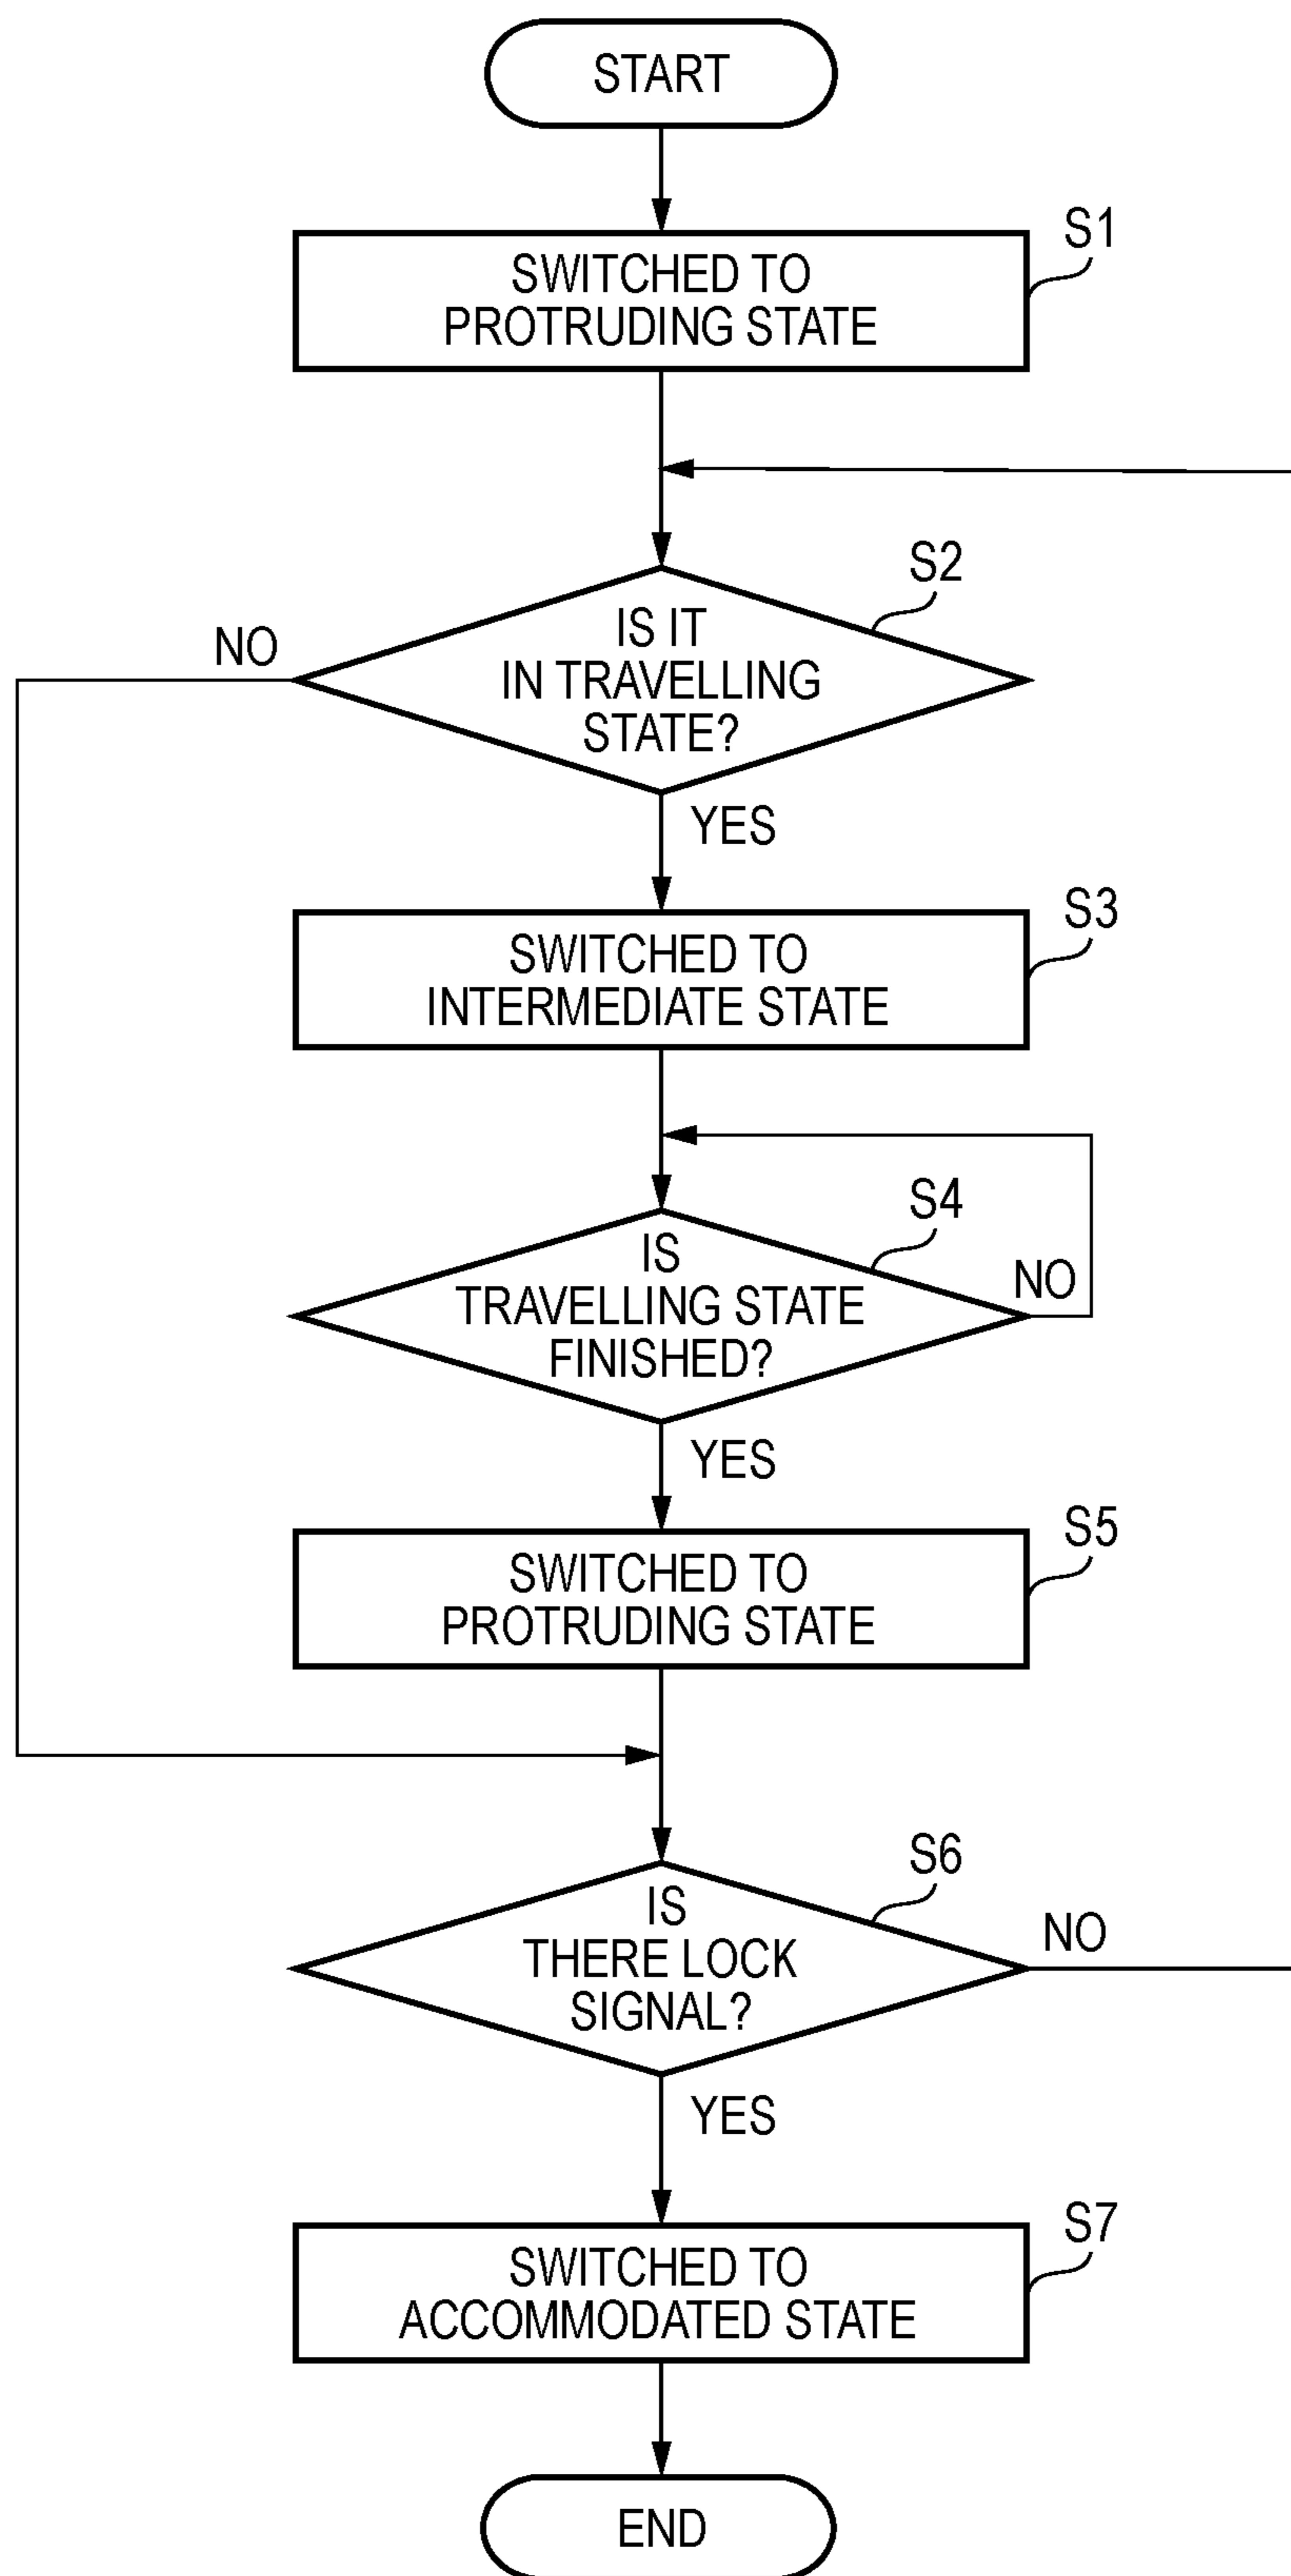 START
S1
SWITCHED TO
PROTRUDING STATE
S2
NO
IS IT
IN TRAVELLING
STATE?
YES
S3
SWITCHED TO
INTERMEDIATE STATE
S4
IS
TRAVELLING STATE
FINISHED?
NO
YES
S5
SWITCHED TO
PROTRUDING STATE
S6
IS
THERE LOCK
SIGNAL?
NO
YES
S7
SWITCHED TO
ACCOMMODATED STATE
END